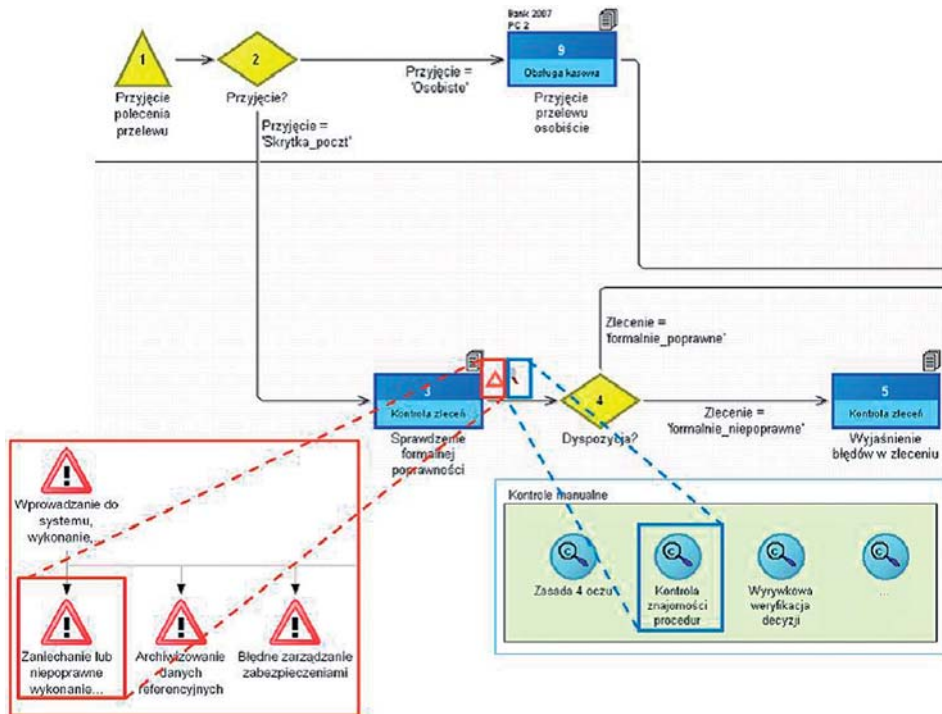 Bank 2007
PC 2
1
2
9
Obsługa kasowa
Przyjęcie
polecenia
przelewu
Przyjęcie?
Przyjęcie =
'Osobiste'
Przyjęcie
przelewu
osobiście
Przyjęcie =
'Skrytka_poczt'
Zlecenie =
'formalnie_poprawne'
3
Kontrola zleceń
4
5
Kontrola zleceń
Sprawdzenie
formalnej
poprawności
Dyspozycja?
Zlecenie =
'formalnie_niepoprawne'
Wyjaśnienie
błędów w zleceniu
Wprowadzanie do
systemu,
wykonanie...
Zaniechanie lub
niepoprawne
wykonanie...
Archiwizowanie
danych
referencyjnych
Błędne zarządzanie
zabezpieczeniami
Kontrole manualne
Zasada 4 oczu
Kontrola
znajomości
procedur
Wyrywkowa
weryfikacja
decyzji
...